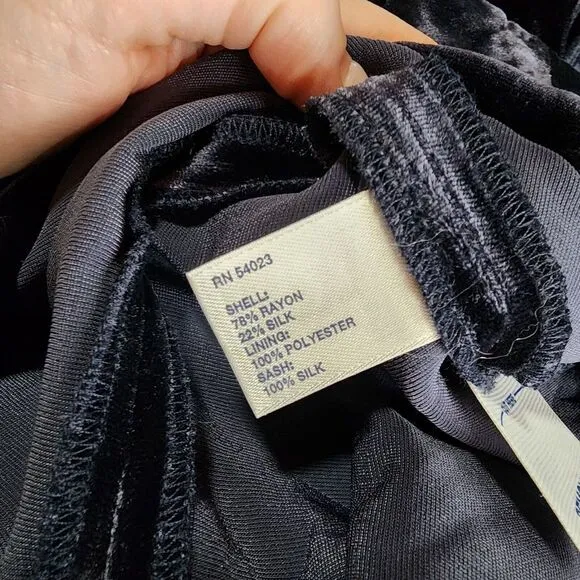 RN 54023
SHELL:
78% RAYON
22% SILK
LINING:
100% POLYESTER
SASH:
100% SILK